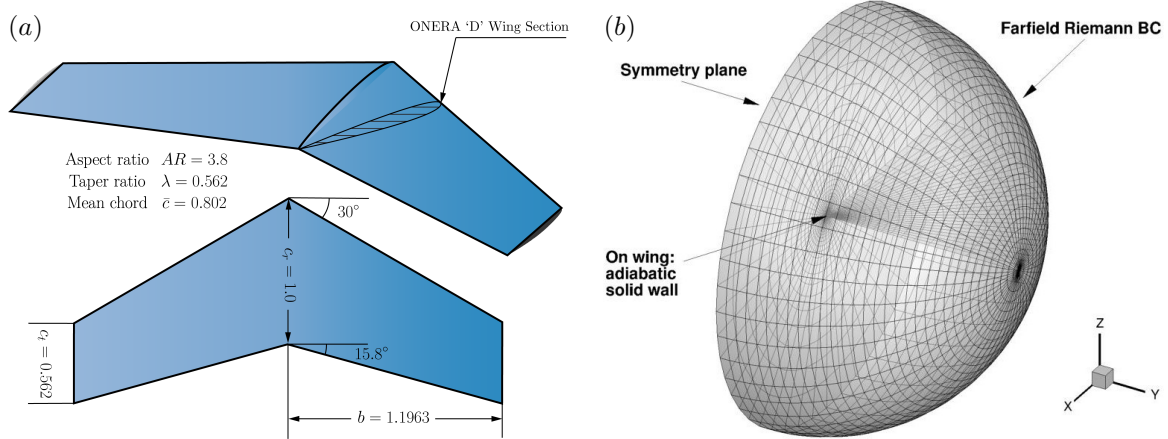 (a)
ONERA ‘D’ Wing Section
Aspect ratio AR = 3.8
Taper ratio λ = 0.562
Mean chord c̄ = 0.802
30°
c_r = 1.0
15.8°
c_t = 0.562
b = 1.1963
(b)
Farfield Riemann BC
Symmetry plane
On wing:
adiabatic
solid wall
Z
X
Y